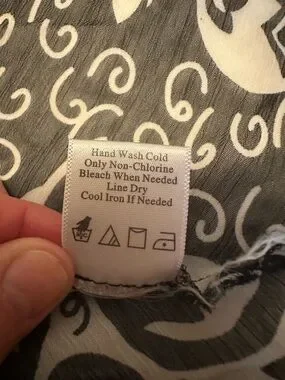 Hand Wash Cold
Only Non-Chlorine
Bleach When Needed
Line Dry
Cool Iron If Needed